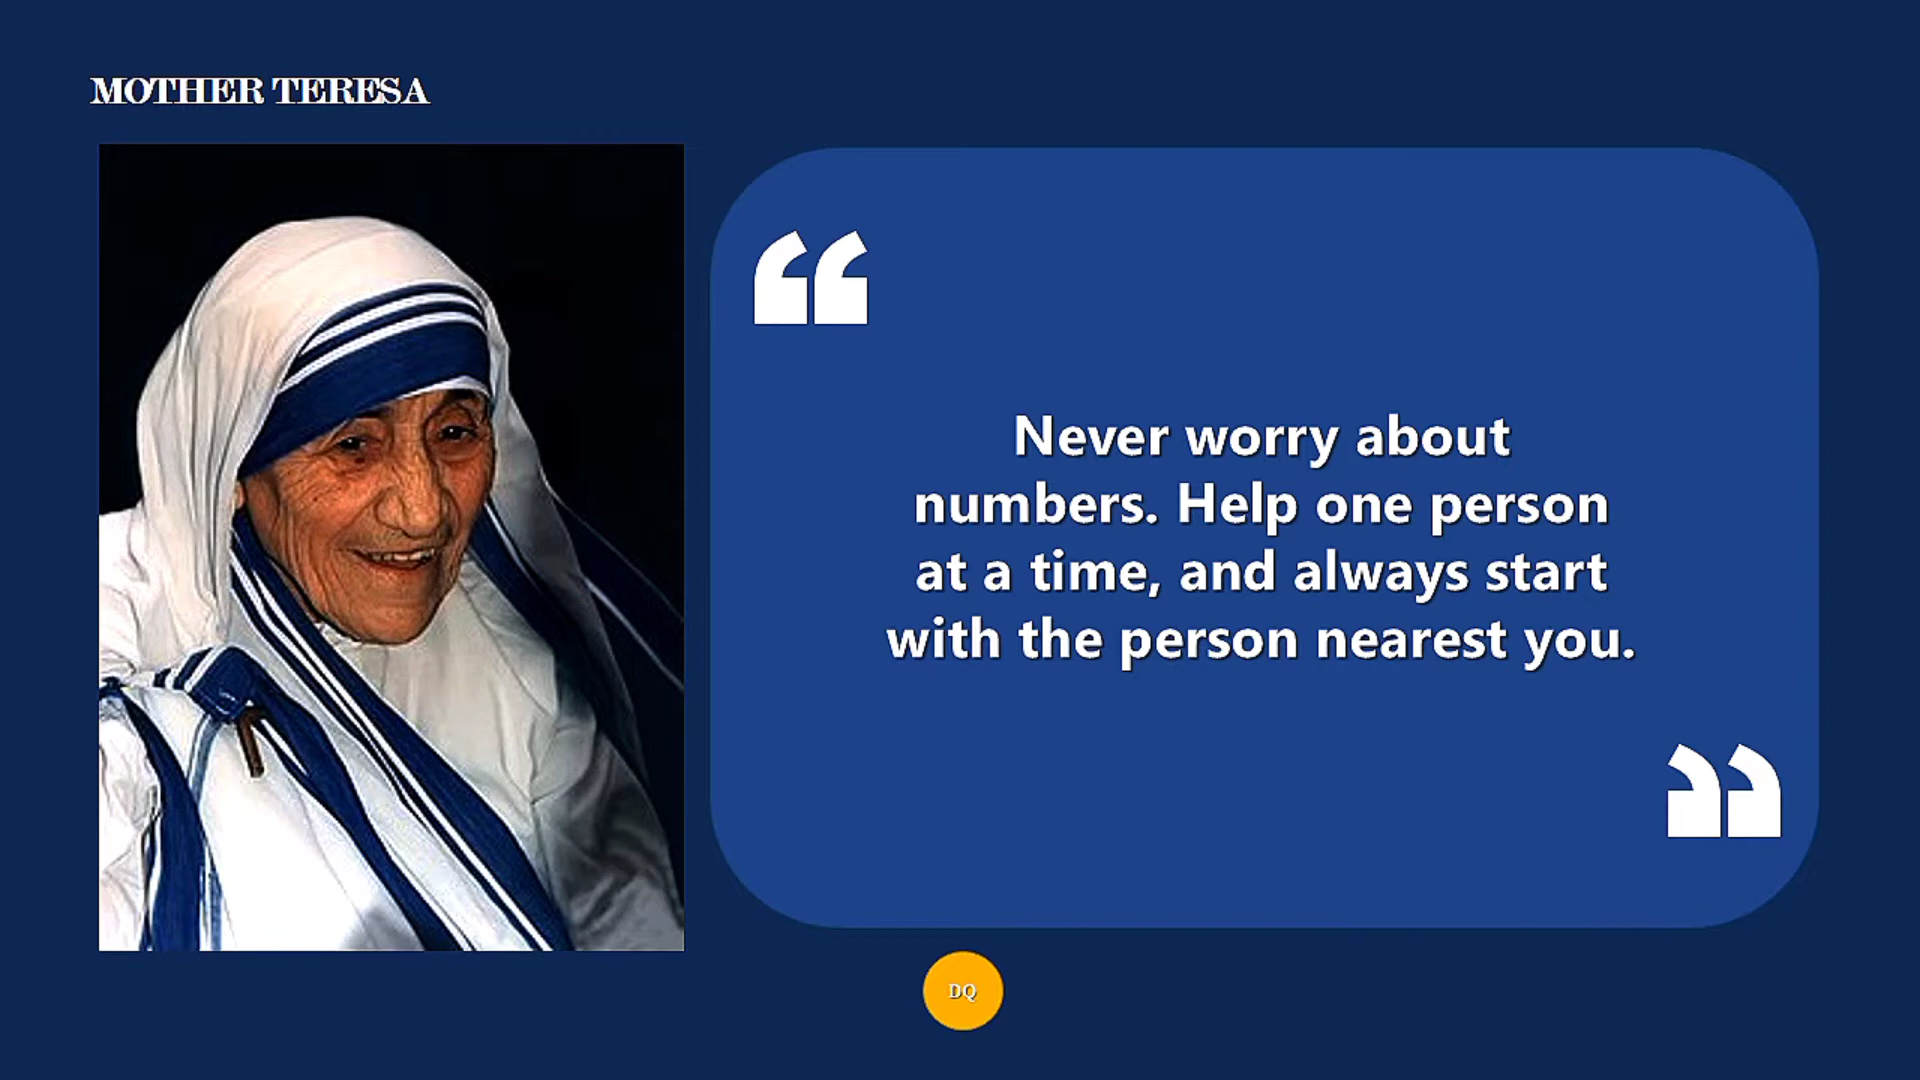 MOTHER TERESA
“
Never worry about
numbers. Help one person
at a time, and always start
with the person nearest you.
”
DQ